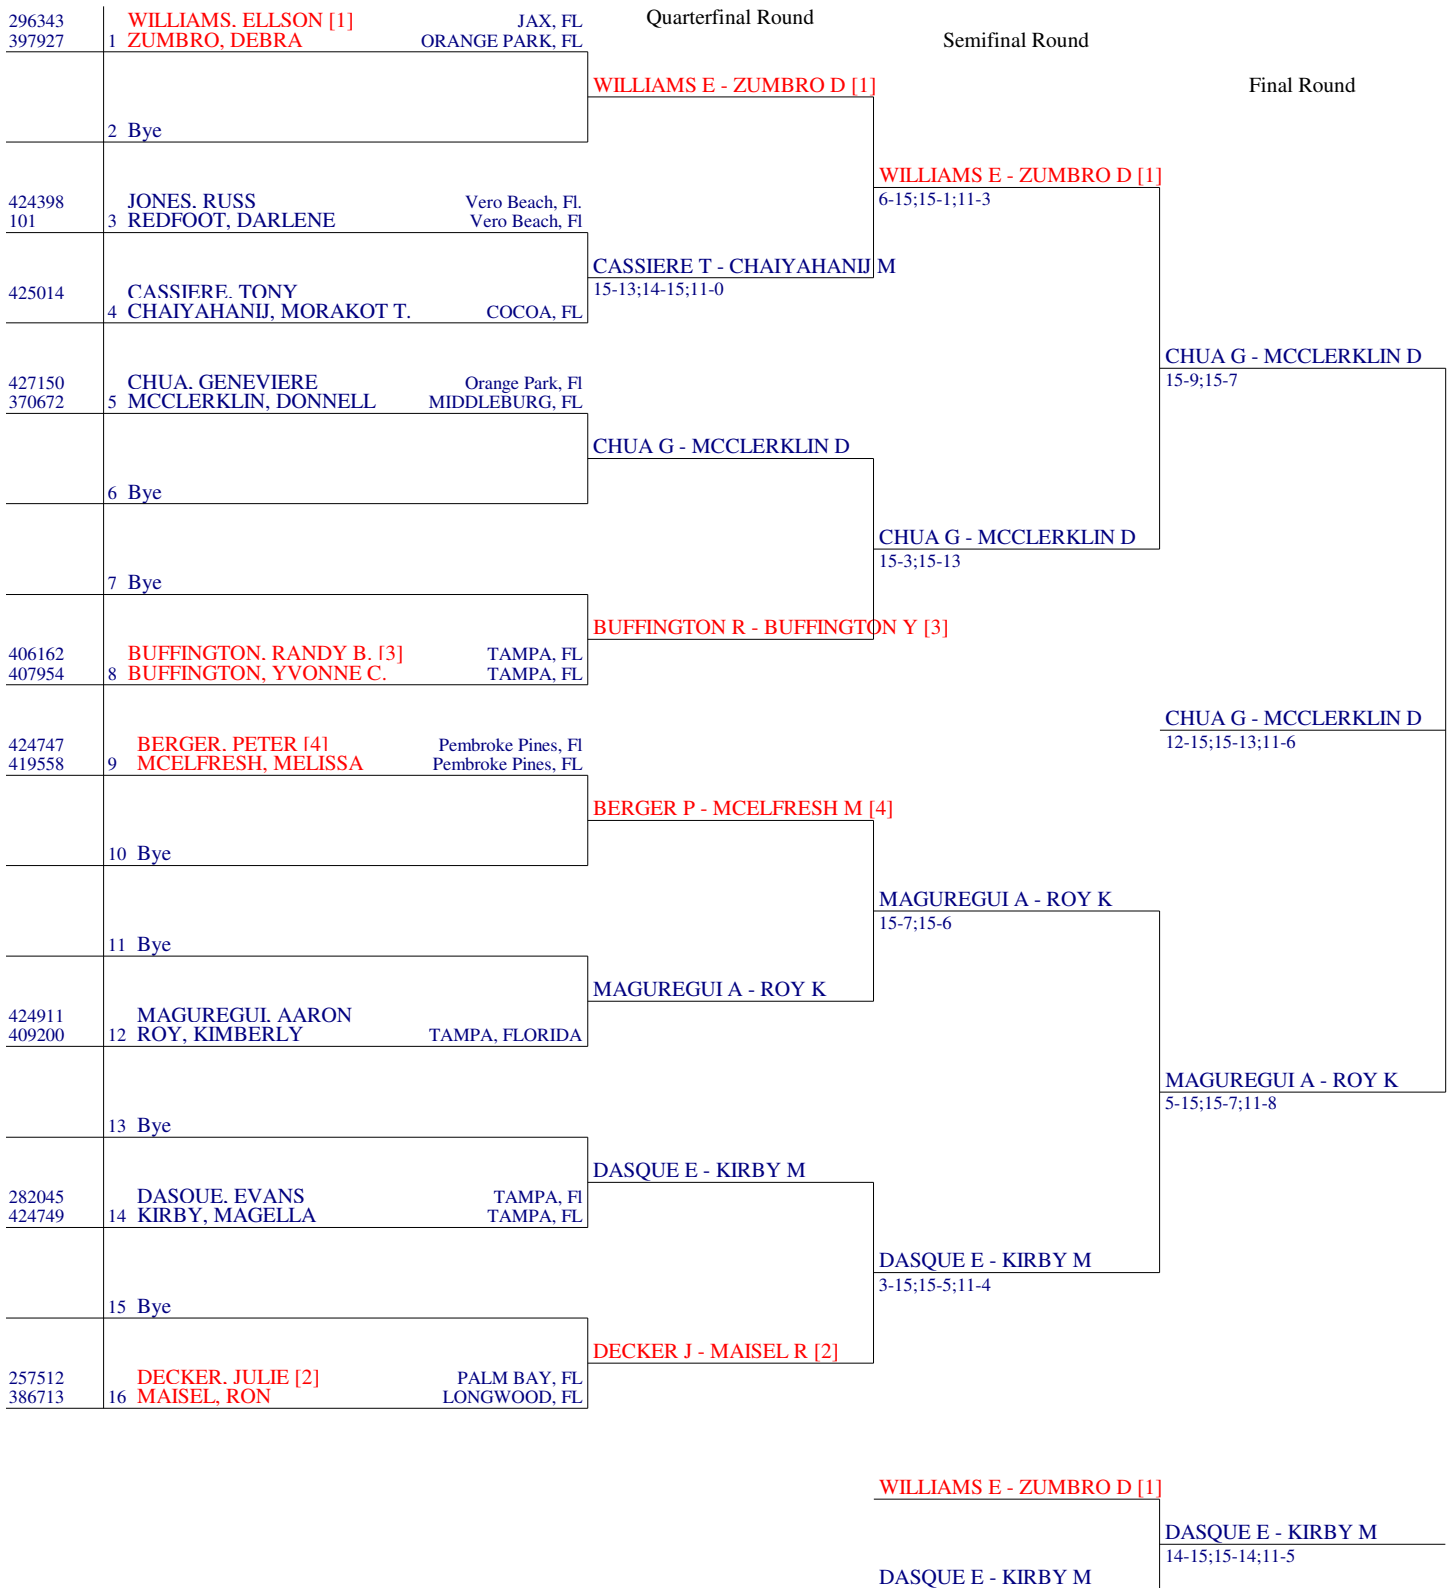 Quarterfinal Round
Semifinal Round
Final Round
296343 WILLIAMS, ELLSON [1] JAX, FL
397927 1 ZUMBRO, DEBRA ORANGE PARK, FL
WILLIAMS E - ZUMBRO D [1]
2 Bye
WILLIAMS E - ZUMBRO D [1]
6-15;15-1;11-3
424398 JONES, RUSS Vero Beach, Fl.
101 3 REDFOOT, DARLENE Vero Beach, Fl
CASSIERE T - CHAIYAHANIJ M
15-13;14-15;11-0
425014 CASSIERE, TONY
4 CHAIYAHANIJ, MORAKOT T. COCOA, FL
CHUA G - MCCLERKLIN D
15-9;15-7
427150 CHUA, GENEVIERE Orange Park, Fl
370672 5 MCCLERKLIN, DONNELL MIDDLEBURG, FL
CHUA G - MCCLERKLIN D
6 Bye
CHUA G - MCCLERKLIN D
15-3;15-13
7 Bye
BUFFINGTON R - BUFFINGTON Y [3]
406162 BUFFINGTON, RANDY B. [3] TAMPA, FL
407954 8 BUFFINGTON, YVONNE C. TAMPA, FL
CHUA G - MCCLERKLIN D
12-15;15-13;11-6
424747 BERGER, PETER [4] Pembroke Pines, Fl
419558 9 MCELFRESH, MELISSA Pembroke Pines, FL
BERGER P - MCELFRESH M [4]
10 Bye
MAGUREGUI A - ROY K
15-7;15-6
11 Bye
MAGUREGUI A - ROY K
424911 MAGUREGUI, AARON
409200 12 ROY, KIMBERLY TAMPA, FLORIDA
MAGUREGUI A - ROY K
5-15;15-7;11-8
13 Bye
DASQUE E - KIRBY M
282045 DASQUE, EVANS TAMPA, Fl
424749 14 KIRBY, MAGELLA TAMPA, FL
DASQUE E - KIRBY M
3-15;15-5;11-4
15 Bye
DECKER J - MAISEL R [2]
257512 DECKER, JULIE [2] PALM BAY, FL
386713 16 MAISEL, RON LONGWOOD, FL
WILLIAMS E - ZUMBRO D [1]
DASQUE E - KIRBY M
14-15;15-14;11-5
DASQUE E - KIRBY M